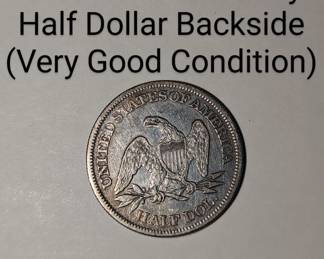 Half Dollar Backside
(Very Good Condition)
UNITED STATES OF AMERICA
HALF DOL.